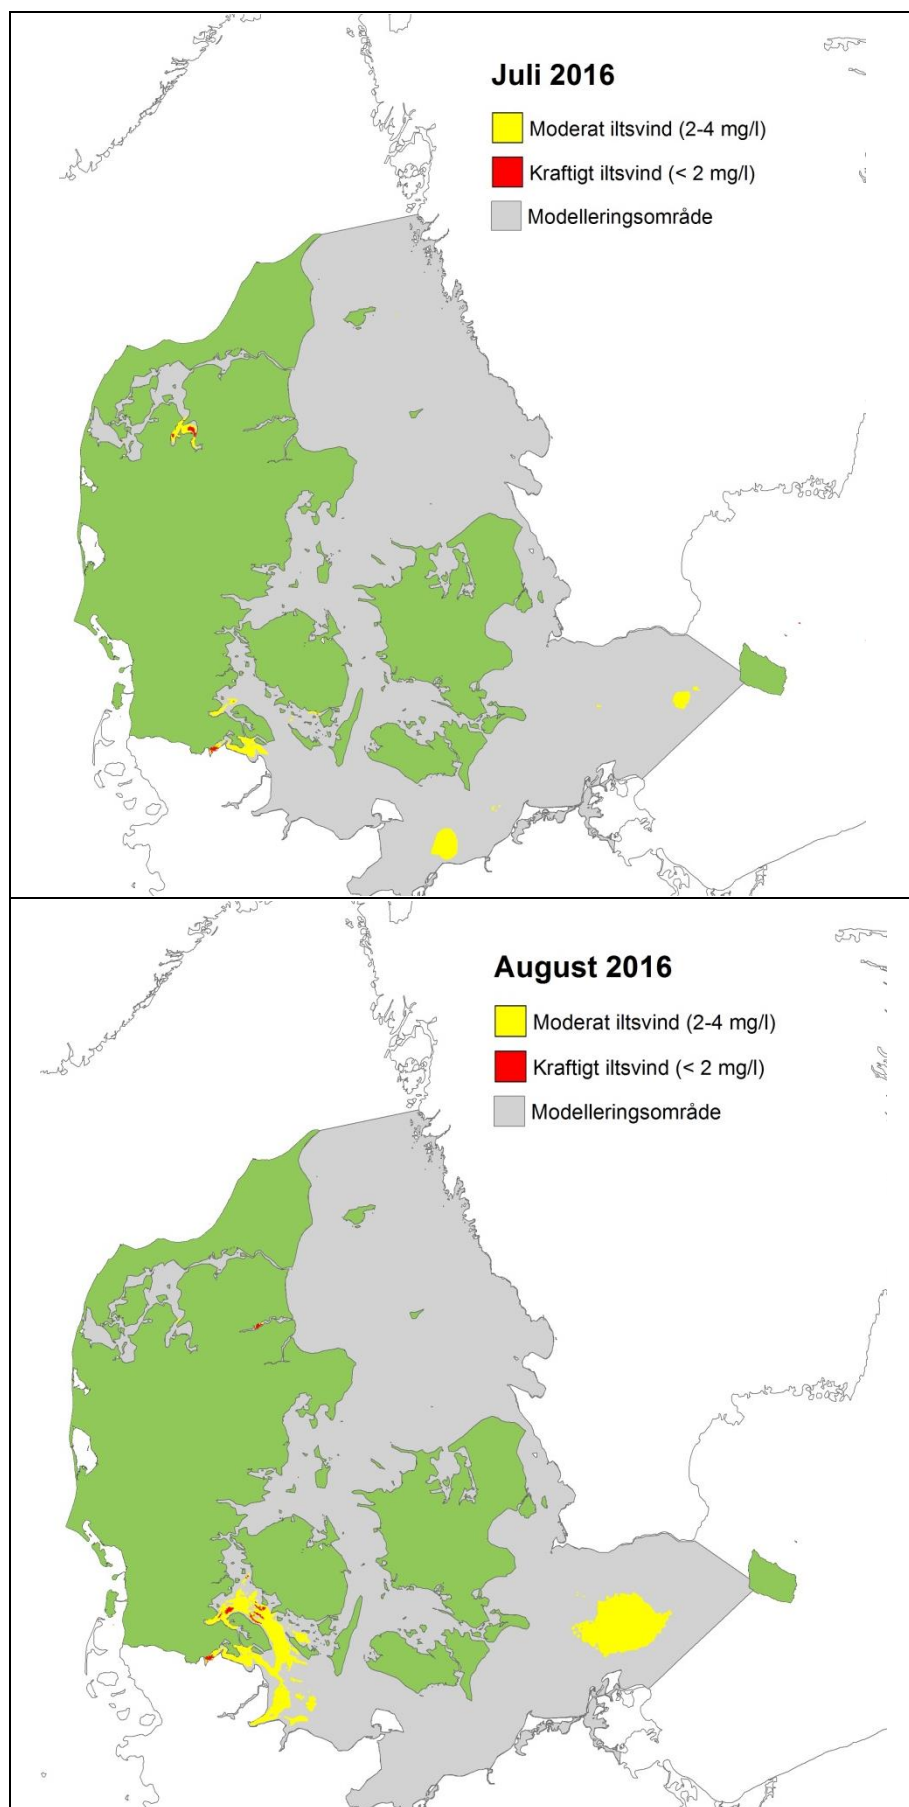 Juli 2016
Moderat iltsvind (2-4 mg/l)
Kraftigt iltsvind (< 2 mg/l)
Modelleringsområde
August 2016
Moderat iltsvind (2-4 mg/l)
Kraftigt iltsvind (< 2 mg/l)
Modelleringsområde